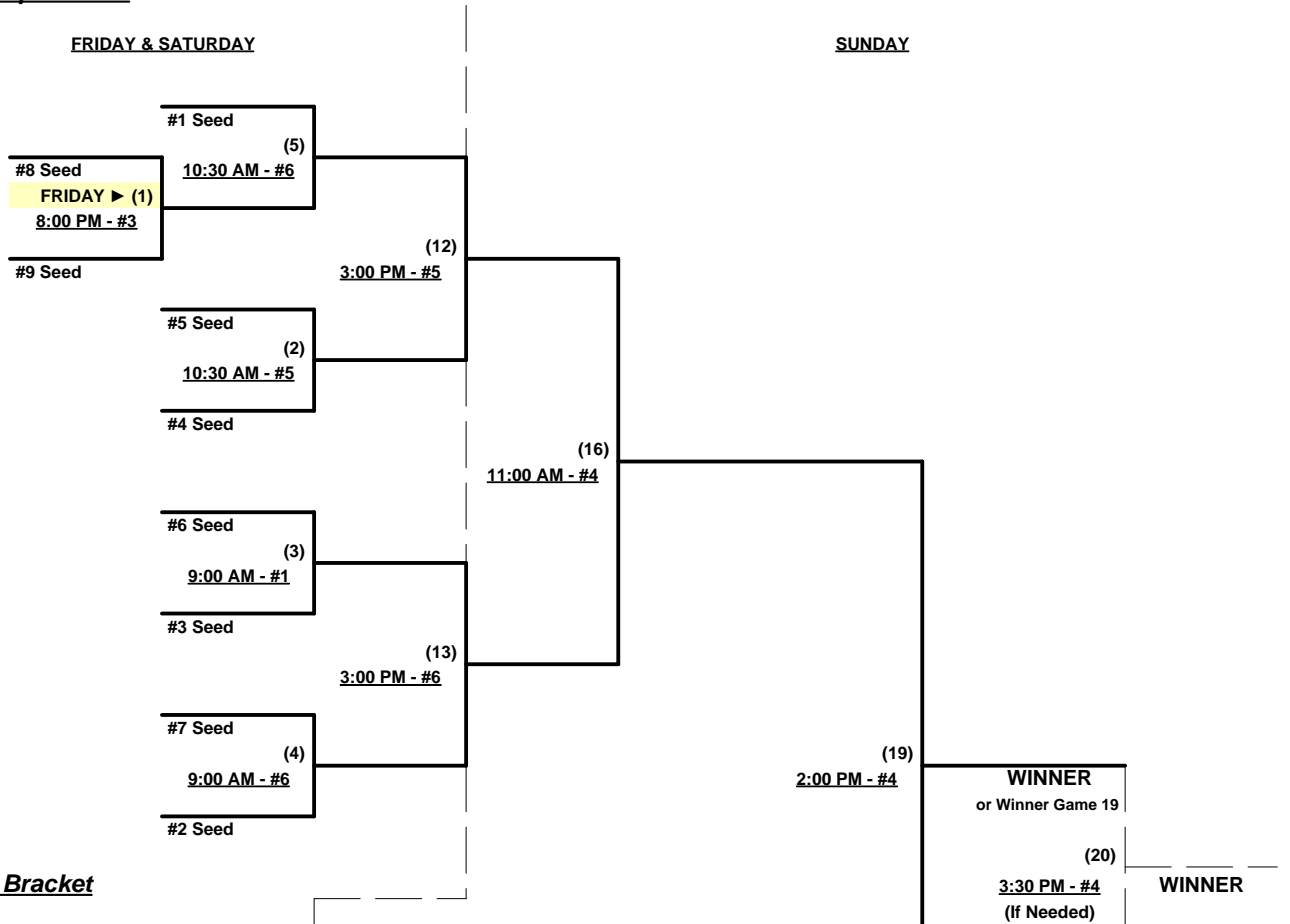 FRIDAY & SATURDAY
SUNDAY
#1 Seed
(5)
10:30 AM - #6
#8 Seed
FRIDAY ► (1)
8:00 PM - #3
#9 Seed
(12)
3:00 PM - #5
#5 Seed
(2)
10:30 AM - #5
#4 Seed
(16)
11:00 AM - #4
#6 Seed
(3)
9:00 AM - #1
#3 Seed
(13)
3:00 PM - #6
#7 Seed
(4)
9:00 AM - #6
#2 Seed
(19)
2:00 PM - #4
WINNER
or Winner Game 19
(20)
3:30 PM - #4
(If Needed)
WINNER
Bracket